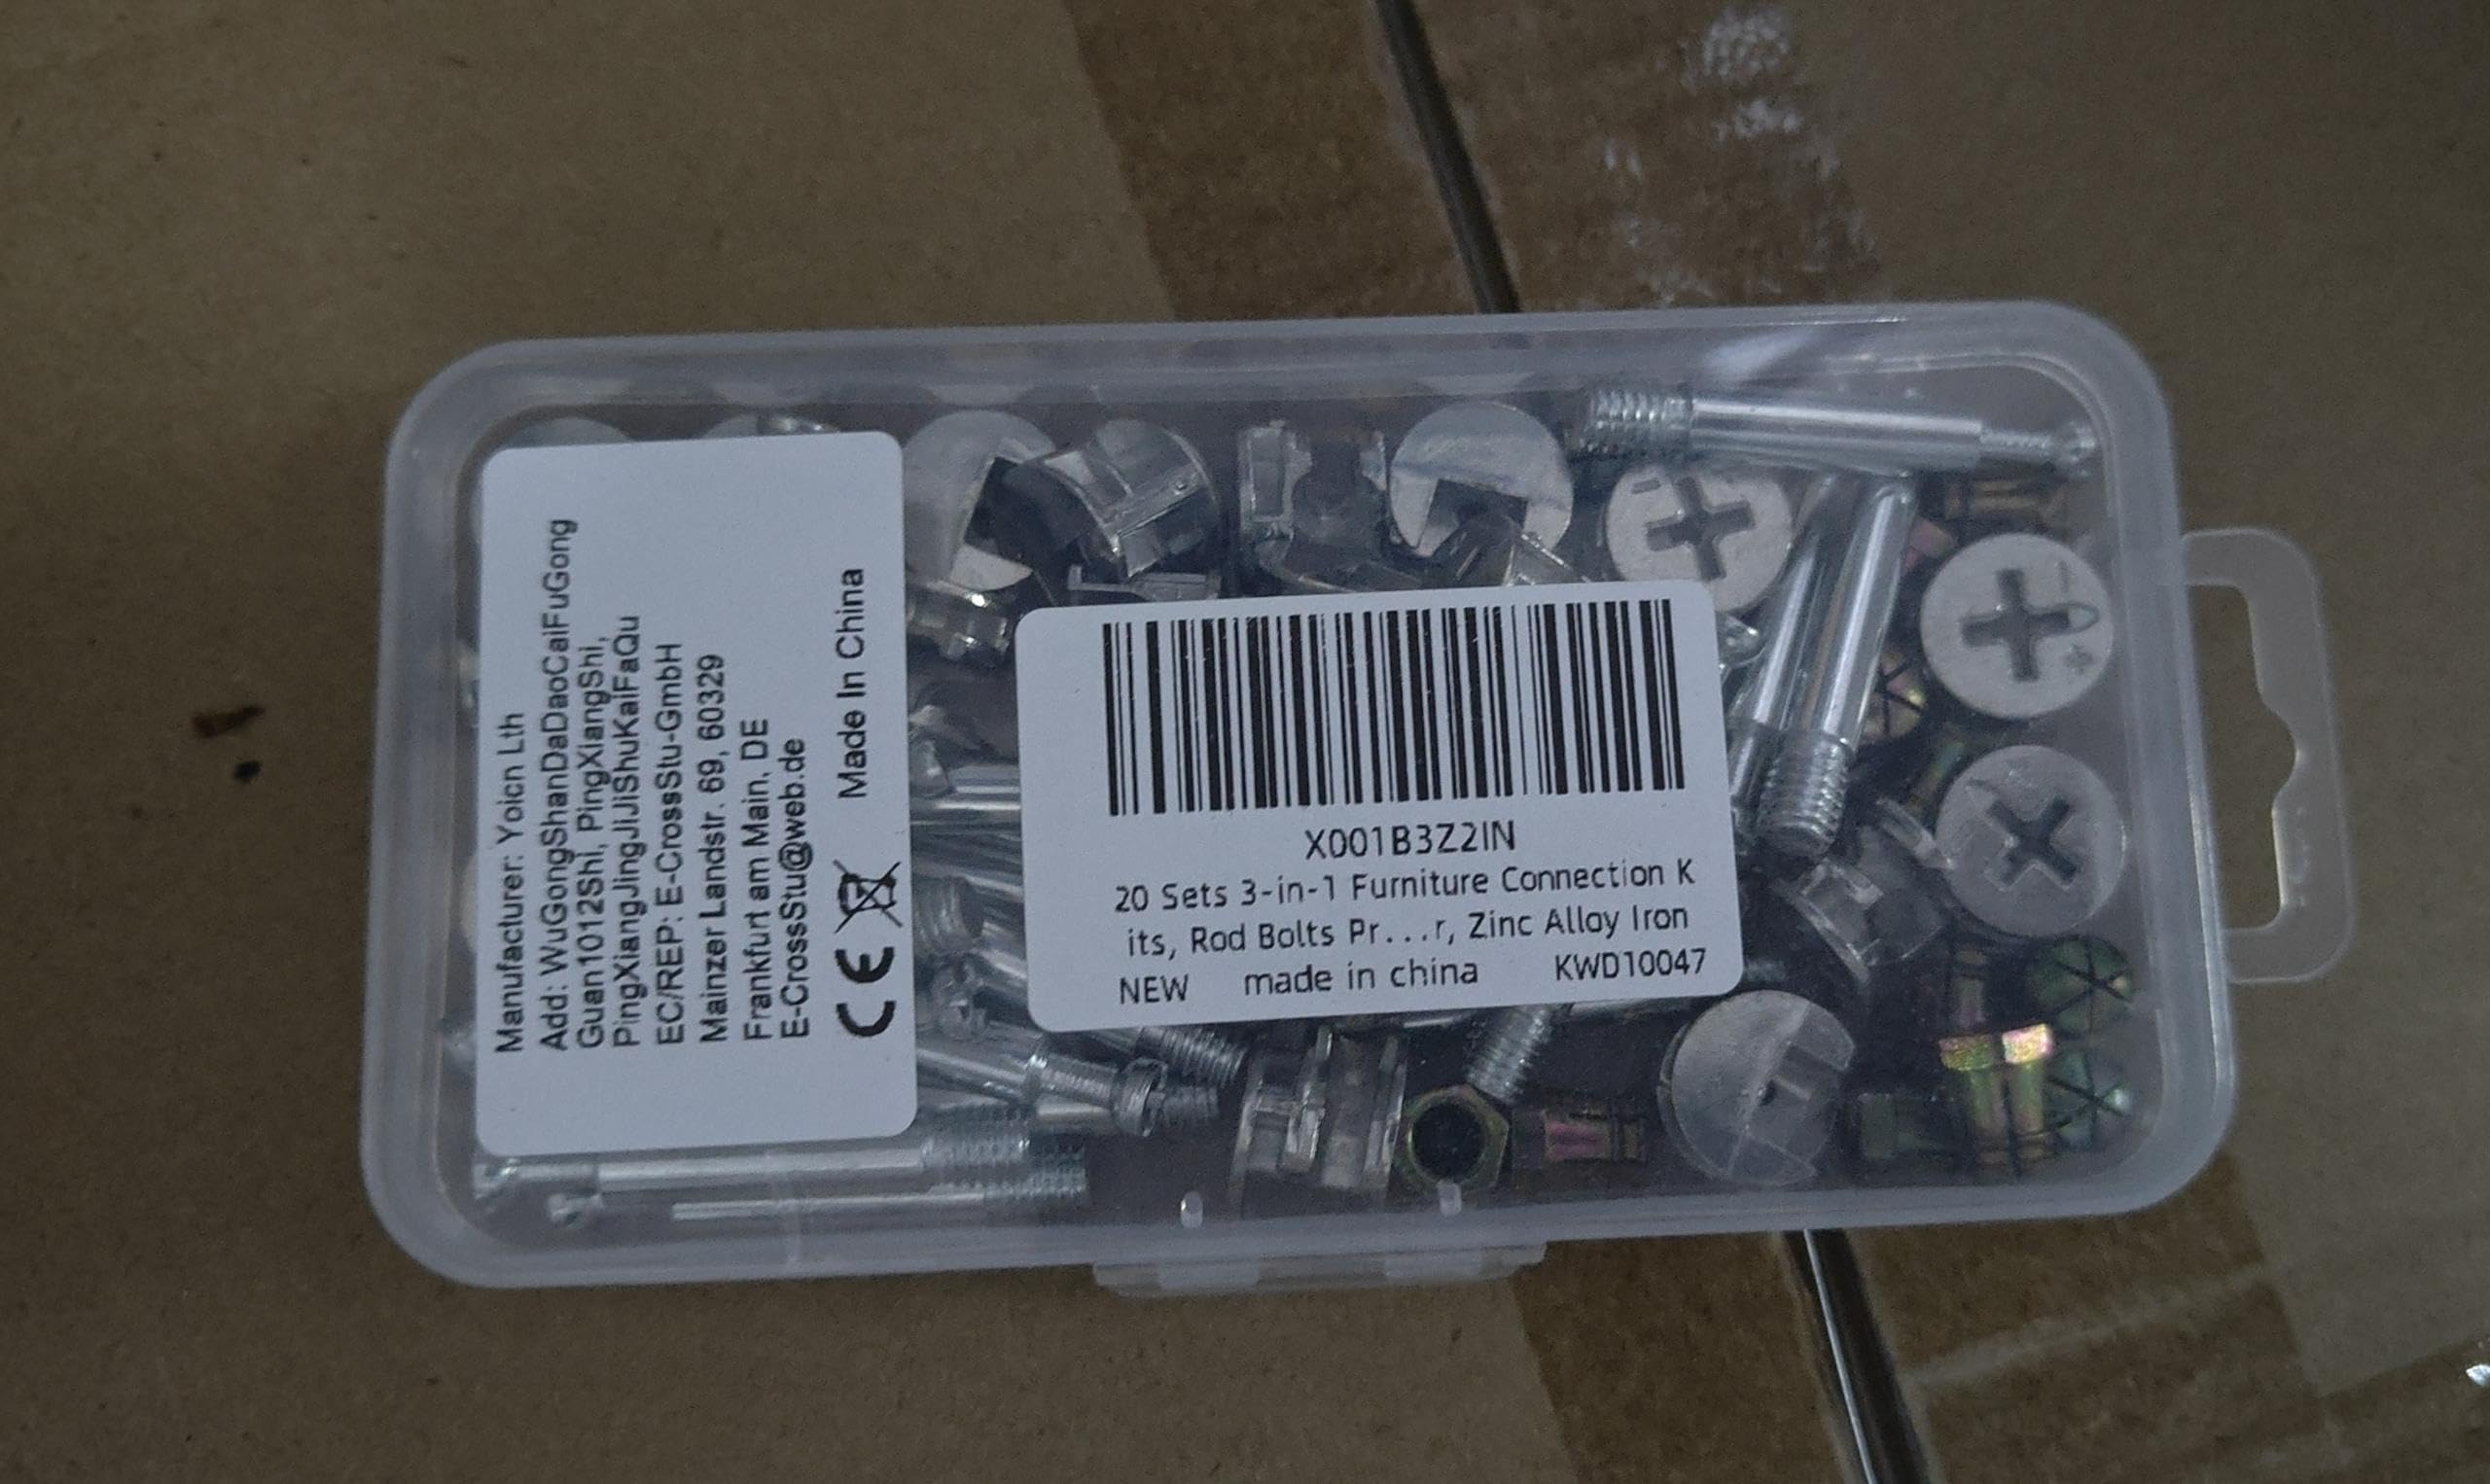 Manufacturer: Yoicn Lth
Add: WuGongShanDaDaoCaiFuGong
Guan1012Shi, PingXiangShi,
PingXiangJingJiJiShuKaiFaQu
EC/REP: E-CrossStu-GmbH
Mainzer Landstr. 69, 60329
Frankfurt am Main, DE
E-CrossStu@web.de
CE Made In China
X001B3Z2IN
20 Sets 3-in-1 Furniture Connection K
its, Rod Bolts Pr...r, Zinc Alloy Iron
NEW made in china KWD10047